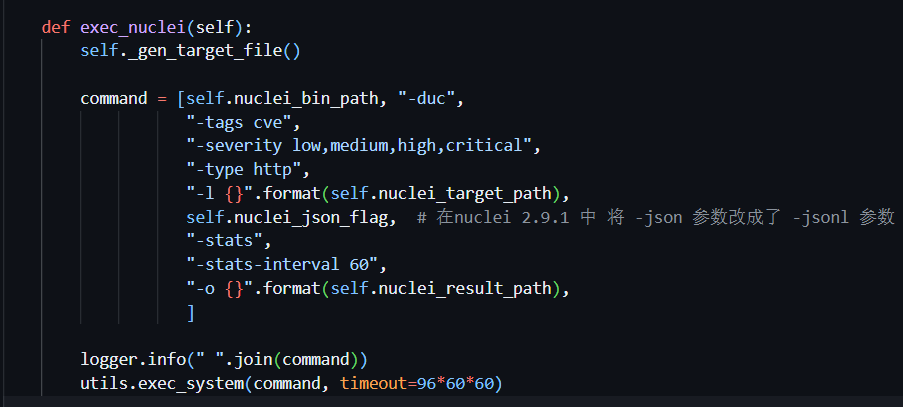 def exec_nuclei(self):
self._gen_target_file()
command = [self.nuclei_bin_path, "-duc",
"-tags cve",
"-severity low,medium,high,critical",
"-type http",
"-l {}".format(self.nuclei_target_path),
self.nuclei_json_flag,  # 在nuclei 2.9.1 中 将 -json 参数改成了 -jsonl 参数
"-stats",
"-stats-interval 60",
"-o {}".format(self.nuclei_result_path),
]
logger.info(" ".join(command))
utils.exec_system(command, timeout=96*60*60)